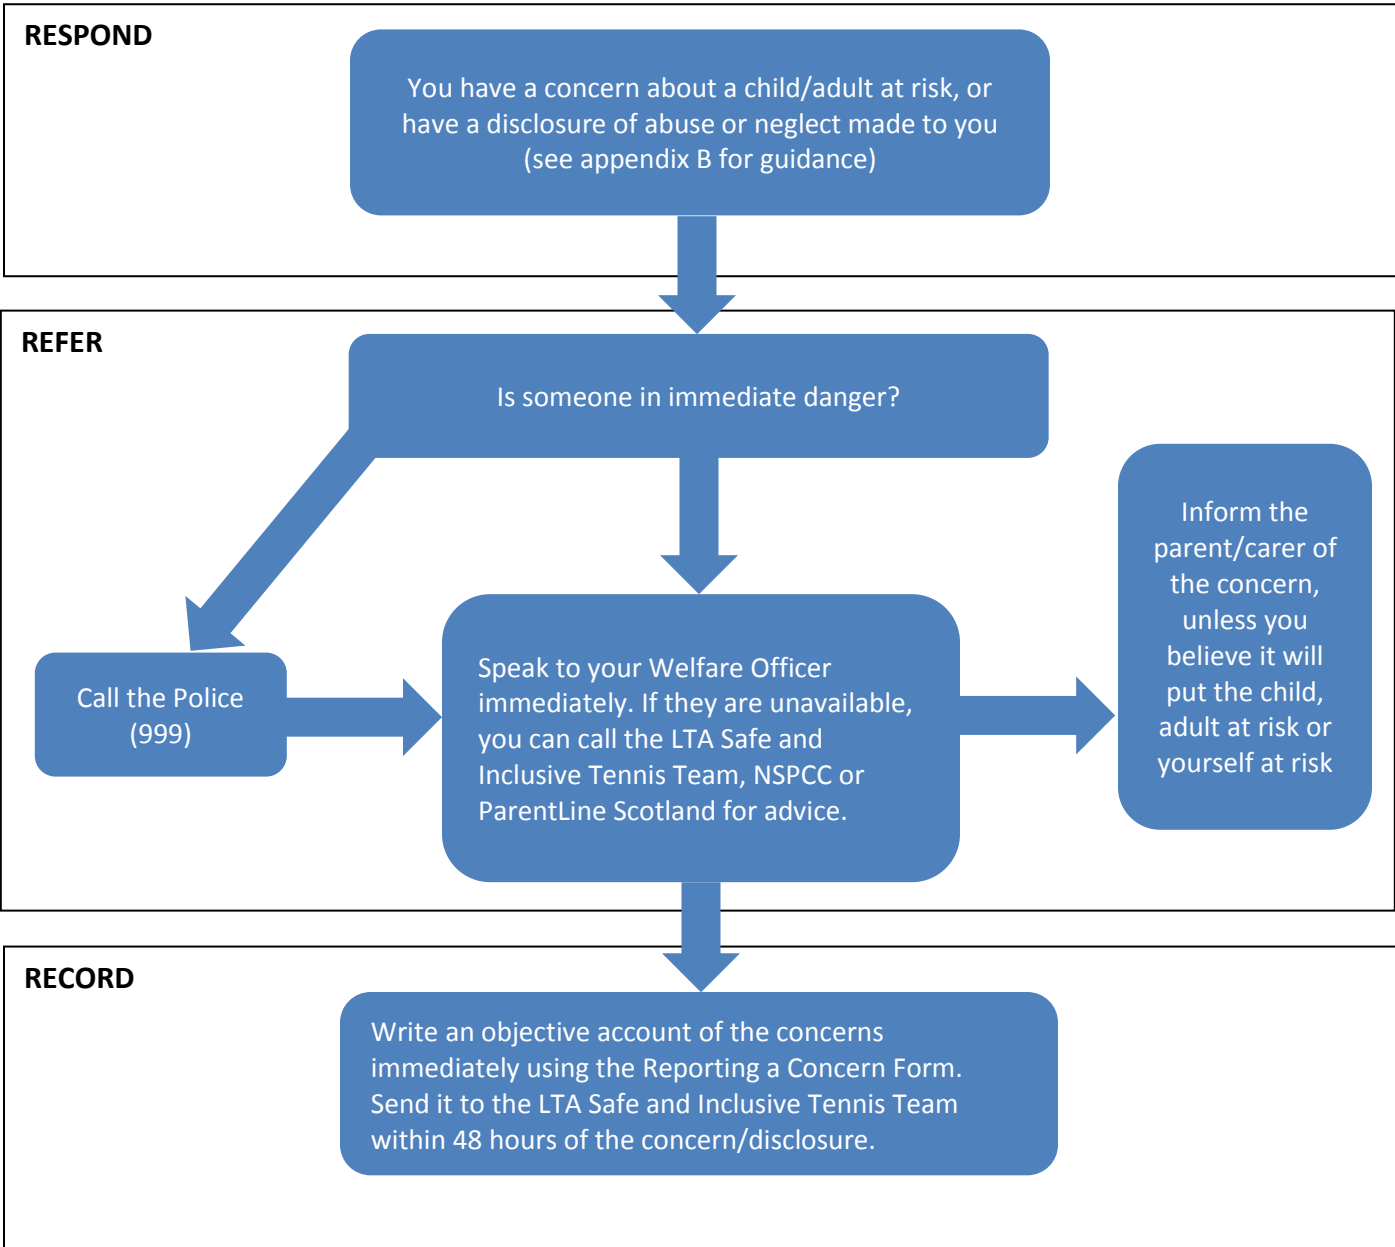 RESPOND
You have a concern about a child/adult at risk, or
have a disclosure of abuse or neglect made to you
(see appendix B for guidance)
REFER
Is someone in immediate danger?
Call the Police
(999)
Speak to your Welfare Officer
immediately. If they are unavailable,
you can call the LTA Safe and
Inclusive Tennis Team, NSPCC or
ParentLine Scotland for advice.
Inform the
parent/carer of
the concern,
unless you
believe it will
put the child,
adult at risk or
yourself at risk
RECORD
Write an objective account of the concerns
immediately using the Reporting a Concern Form.
Send it to the LTA Safe and Inclusive Tennis Team
within 48 hours of the concern/disclosure.